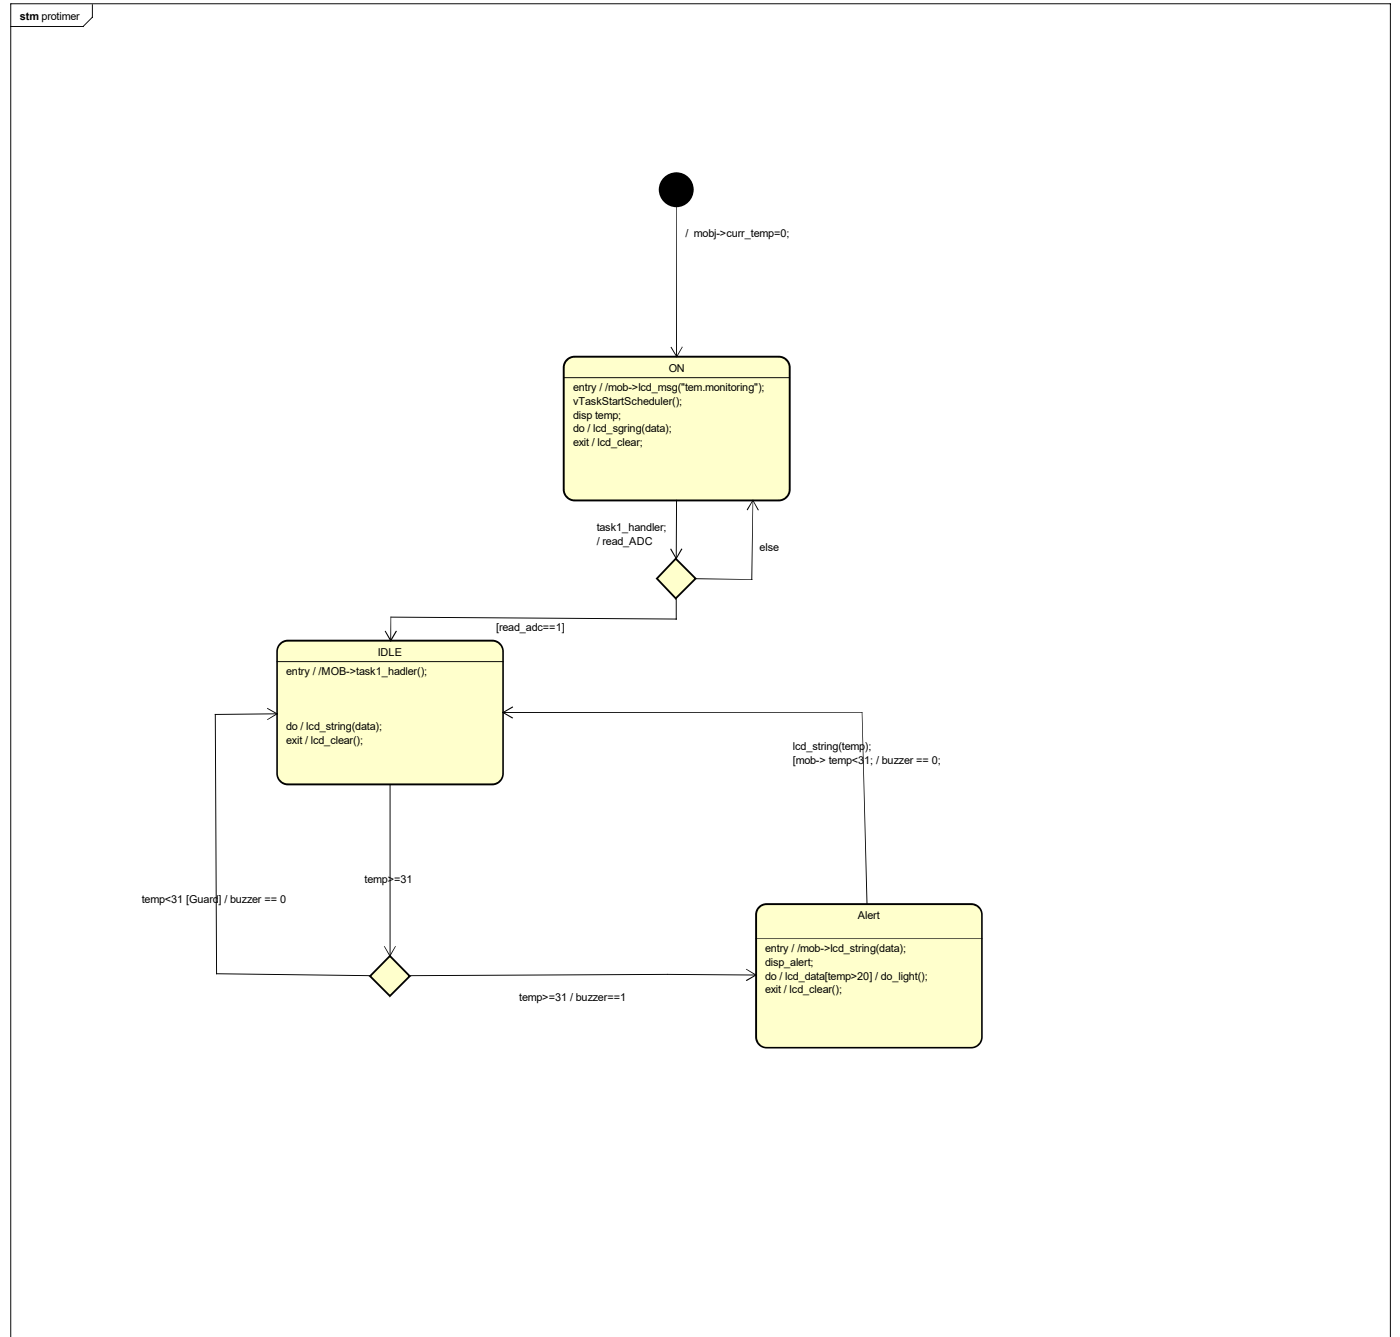 stm protimer
/ mobj->curr_temp=0;
ON
entry / /mob->lcd_msg("tem.monitoring");
vTaskStartScheduler();
disp temp;
do / lcd_sgring(data);
exit / lcd_clear;
task1_handler;
/ read_ADC
else
[read_adc==1]
IDLE
entry / /MOB->task1_hadler();
do / lcd_string(data);
exit / lcd_clear();
lcd_string(temp);
[mob-> temp<31; / buzzer == 0;
temp>=31
temp<31 [Guard] / buzzer == 0
Alert
entry / /mob->lcd_string(data);
disp_alert;
do / lcd_data[temp>20] / do_light();
exit / lcd_clear();
temp>=31 / buzzer==1